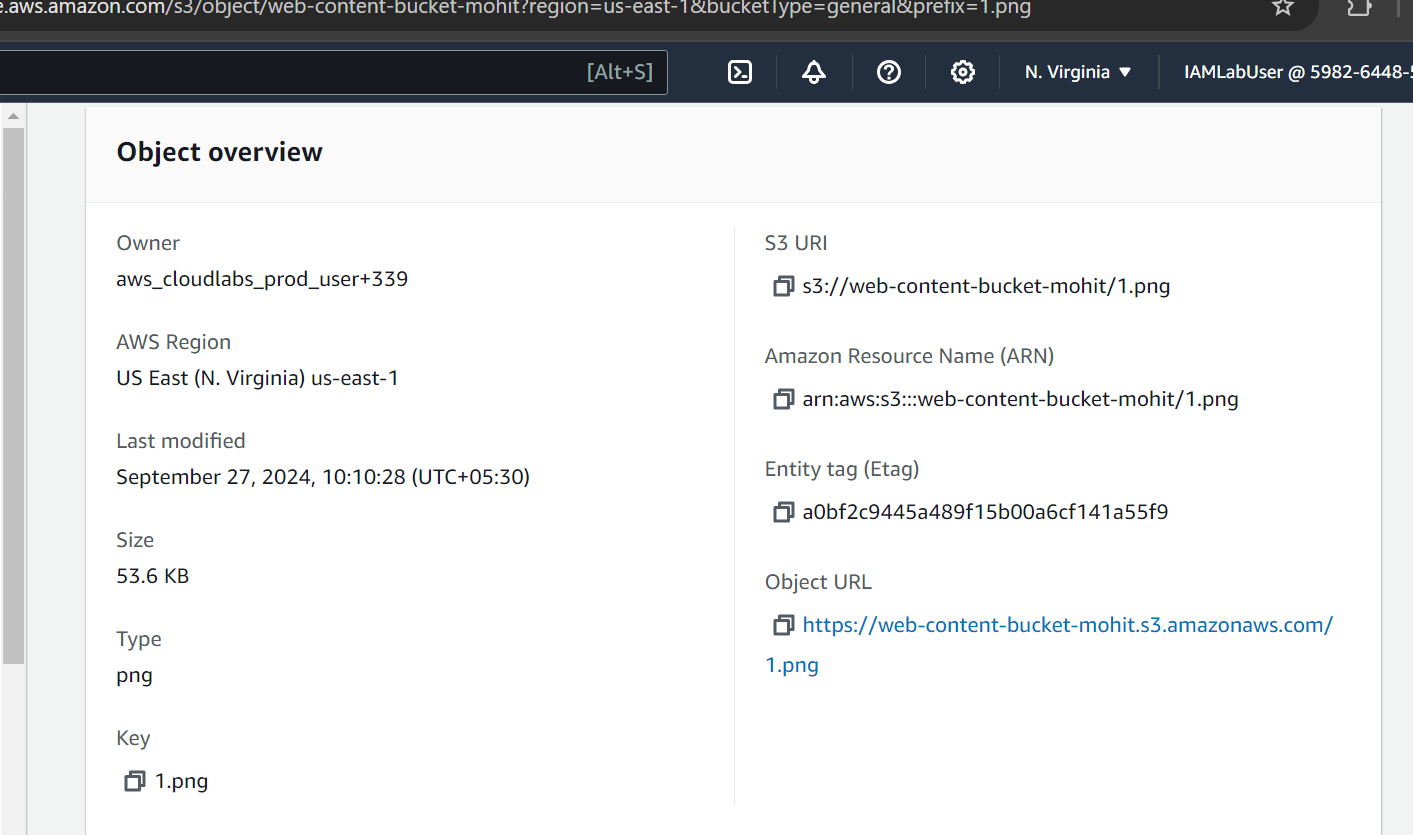 e.aws.amazon.com/s3/object/web-content-bucket-mohit?region=us-east-1&bucketType=general&prefix=1.png
[Alt+S]
N. Virginia
IAMLabUser @ 5982-6448-5
Object overview
Owner
aws_cloudlabs_prod_user+339
AWS Region
US East (N. Virginia) us-east-1
Last modified
September 27, 2024, 10:10:28 (UTC+05:30)
Size
53.6 KB
Type
png
Key
1.png
S3 URI
s3://web-content-bucket-mohit/1.png
Amazon Resource Name (ARN)
arn:aws:s3:::web-content-bucket-mohit/1.png
Entity tag (Etag)
a0bf2c9445a489f15b00a6cf141a55f9
Object URL
https://web-content-bucket-mohit.s3.amazonaws.com/
1.png